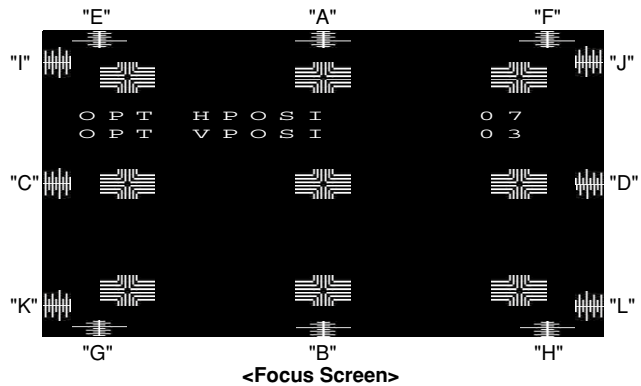 "E" "A" "F"
"I" "J"
OPT HPOSI 07
OPT VPOSI 03
"C" "D"
"K" "L"
"G" "B" "H"
<Focus Screen>